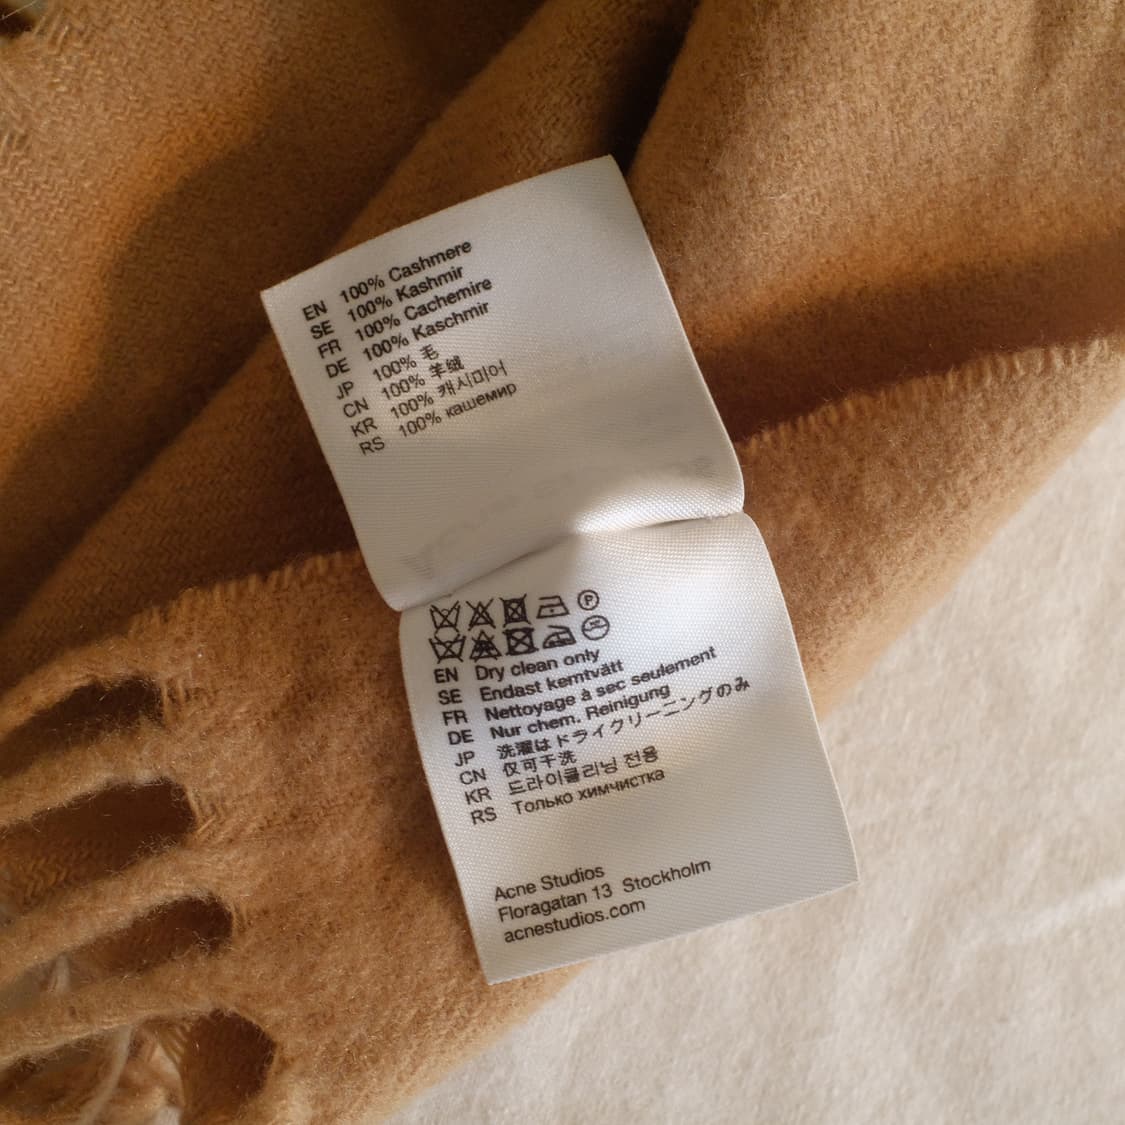 EN 100% Cashmere
SE 100% Kashmir
FR 100% Cachemire
DE 100% Kaschmir
JP 100% 毛
CN 100% 羊绒
KR 100% 캐시미어
RS 100% кашемир
P
EN Dry clean only
SE Endast kemtvätt
FR Nettoyage à sec seulement
DE Nur chem. Reinigung
JP 洗濯はドライクリーニングのみ
CN 仅可干洗
KR 드라이클리닝 전용
RS Только химчистка
Acne Studios
Floragatan 13 Stockholm
acnestudios.com